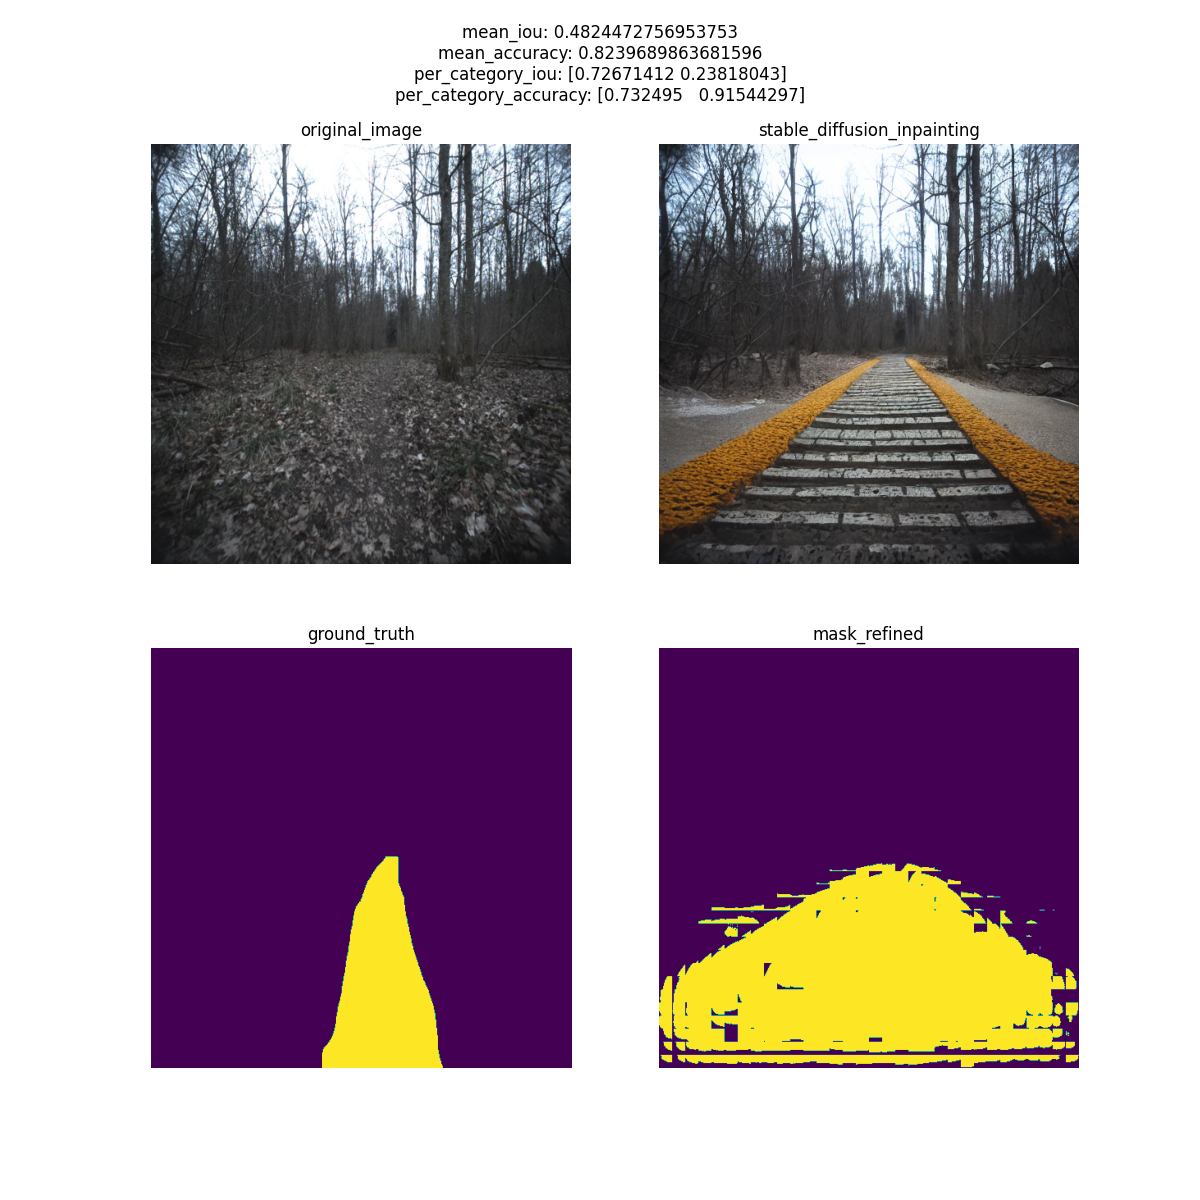 mean_iou: 0.4824472756953753
mean_accuracy: 0.8239689863681596
per_category_iou: [0.72671412 0.23818043]
per_category_accuracy: [0.732495   0.91544297]
original_image
stable_diffusion_inpainting
ground_truth
mask_refined